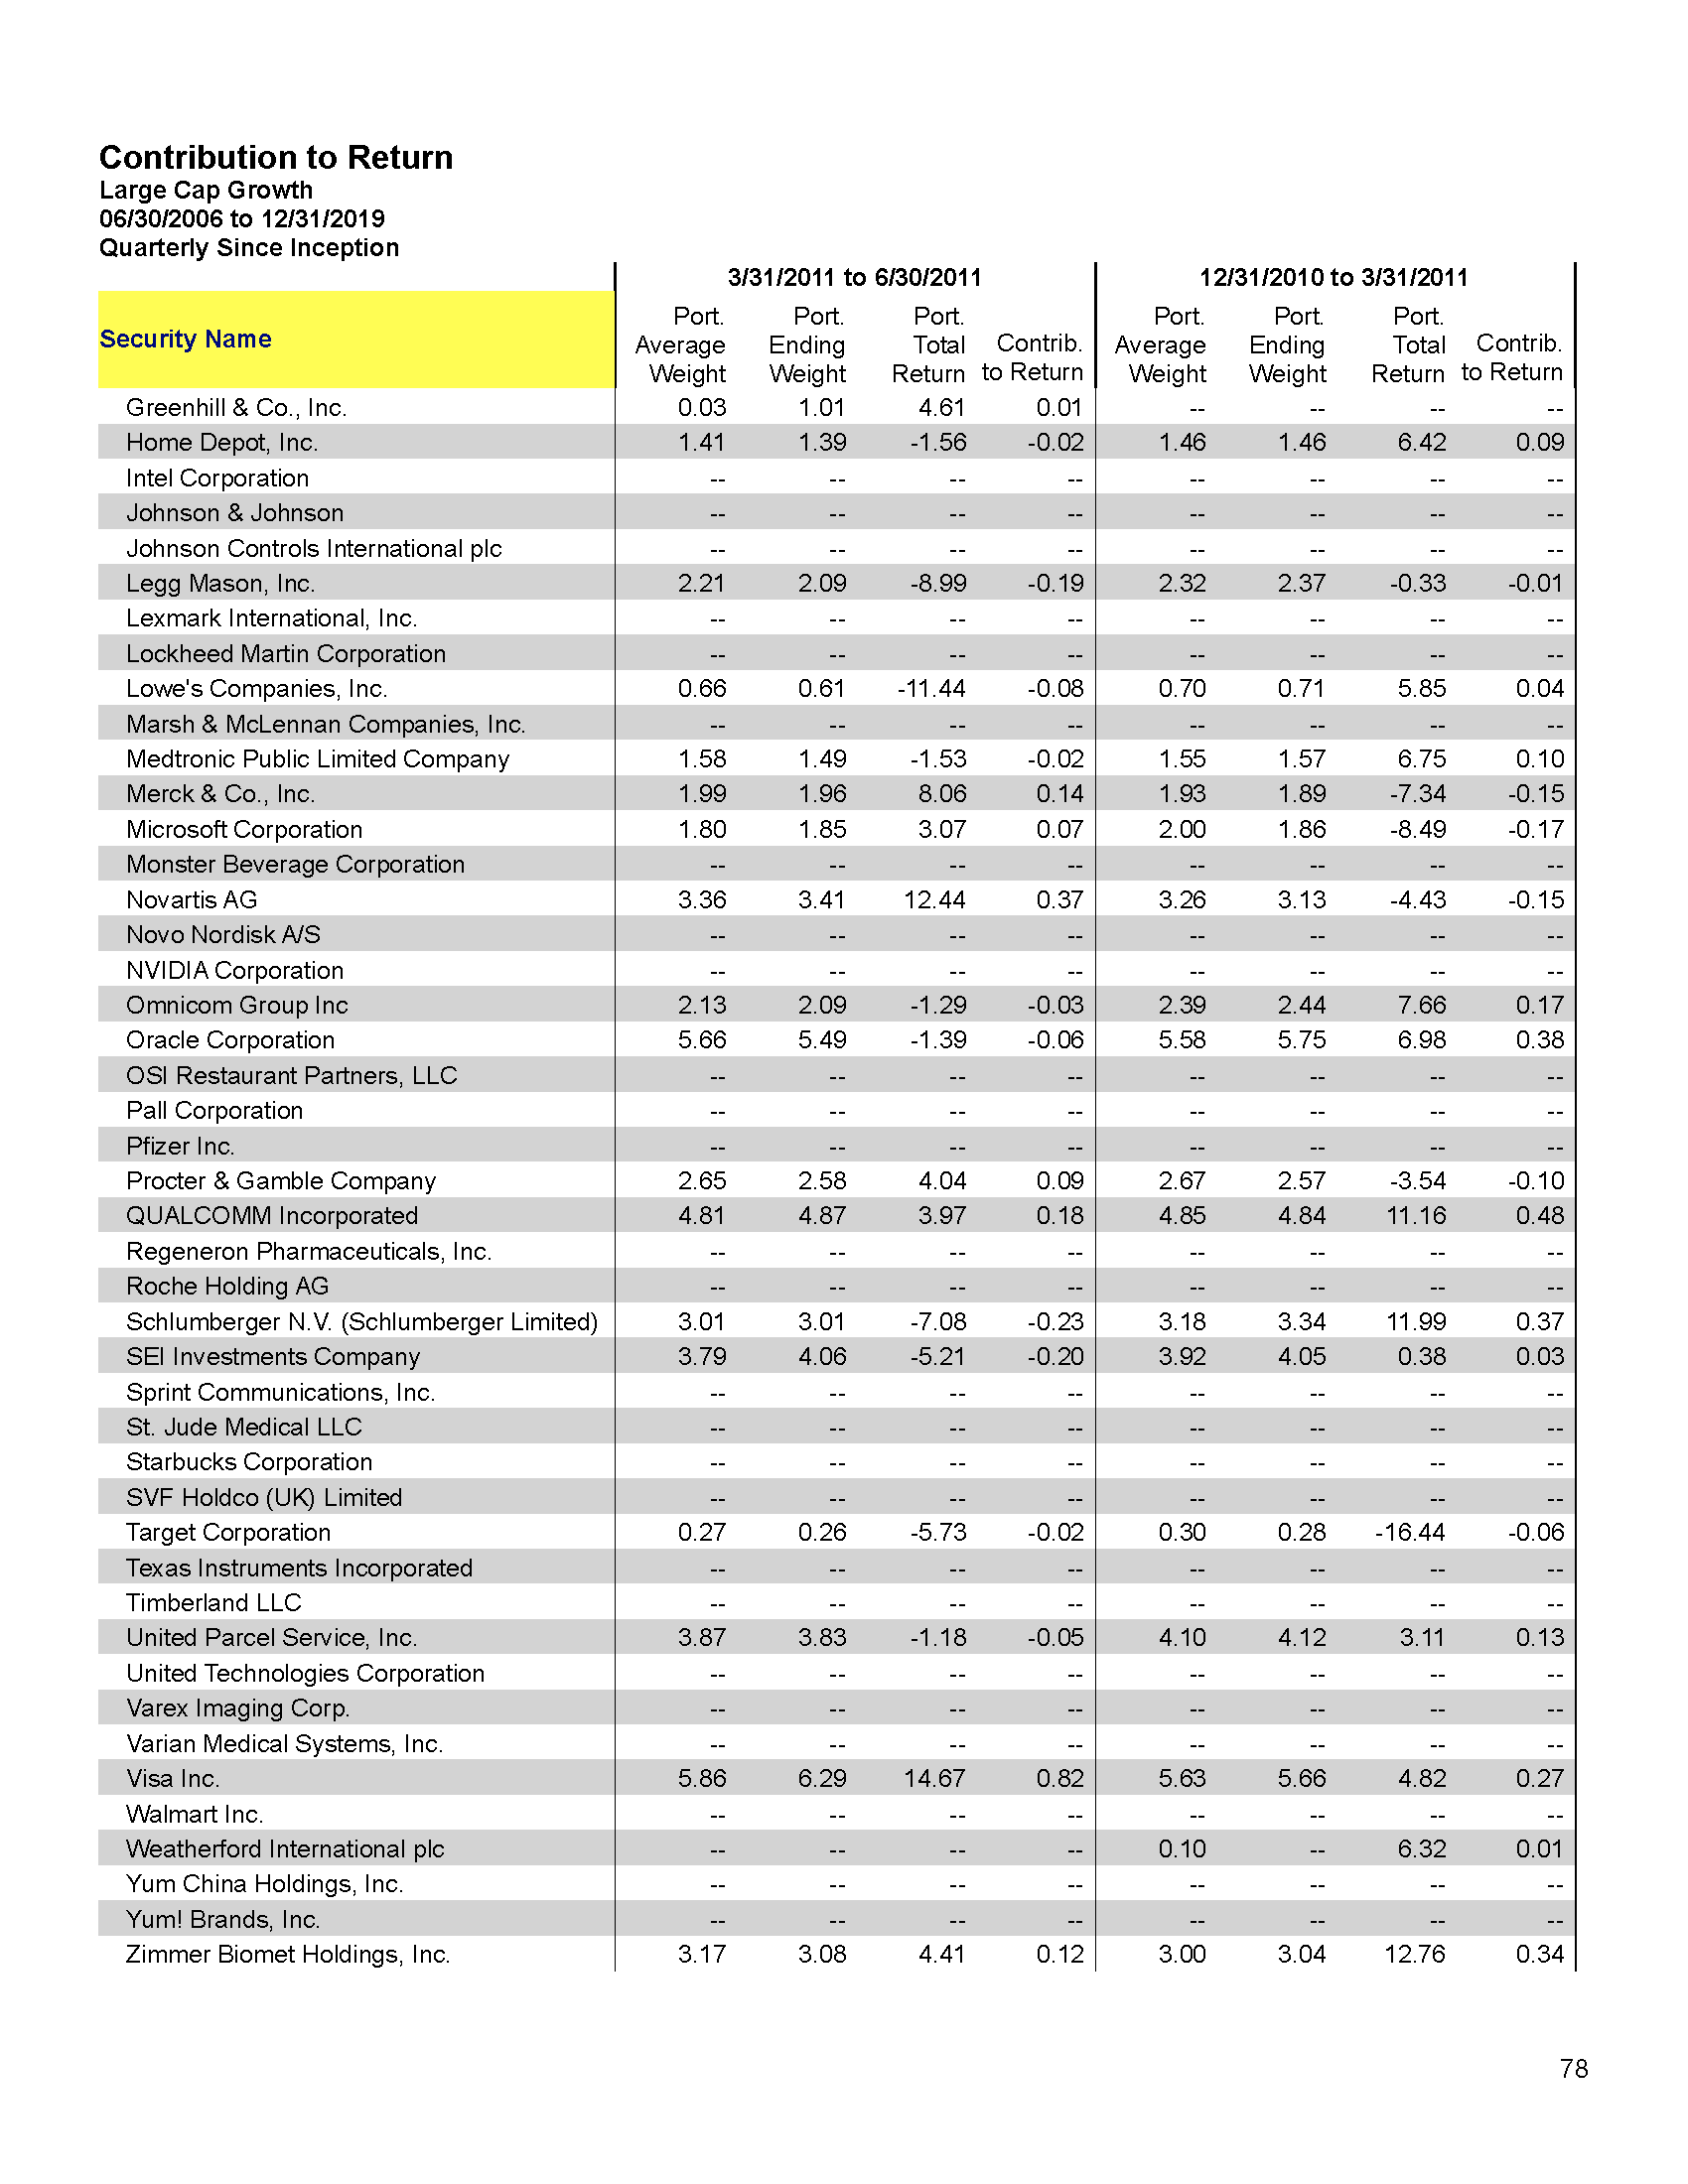 Contribution to Return
Large Cap Growth
06/30/2006 to 12/31/2019
Quarterly Since Inception
3/31/2011 to 6/30/2011 12/31/2010 to 3/31/2011
Security Name
Port. Port. Port. Port. Port. Port.
Average Ending Total Contrib. Average Ending Total Contrib.
Weight Weight Return to Return Weight Weight Return to Return
Greenhill & Co., Inc. 0.03 1.01 4.61 0.01 -- -- -- --
Home Depot, Inc. 1.41 1.39 -1.56 -0.02 1.46 1.46 6.42 0.09
Intel Corporation -- -- -- -- -- -- -- --
Johnson & Johnson -- -- -- -- -- -- -- --
Johnson Controls International plc -- -- -- -- -- -- -- --
Legg Mason, Inc. 2.21 2.09 -8.99 -0.19 2.32 2.37 -0.33 -0.01
Lexmark International, Inc. -- -- -- -- -- -- -- --
Lockheed Martin Corporation -- -- -- -- -- -- -- --
Lowe's Companies, Inc. 0.66 0.61 -11.44 -0.08 0.70 0.71 5.85 0.04
Marsh & McLennan Companies, Inc. -- -- -- -- -- -- -- --
Medtronic Public Limited Company 1.58 1.49 -1.53 -0.02 1.55 1.57 6.75 0.10
Merck & Co., Inc. 1.99 1.96 8.06 0.14 1.93 1.89 -7.34 -0.15
Microsoft Corporation 1.80 1.85 3.07 0.07 2.00 1.86 -8.49 -0.17
Monster Beverage Corporation -- -- -- -- -- -- -- --
Novartis AG 3.36 3.41 12.44 0.37 3.26 3.13 -4.43 -0.15
Novo Nordisk A/S -- -- -- -- -- -- -- --
NVIDIA Corporation -- -- -- -- -- -- -- --
Omnicom Group Inc 2.13 2.09 -1.29 -0.03 2.39 2.44 7.66 0.17
Oracle Corporation 5.66 5.49 -1.39 -0.06 5.58 5.75 6.98 0.38
OSI Restaurant Partners, LLC -- -- -- -- -- -- -- --
Pall Corporation -- -- -- -- -- -- -- --
Pfizer Inc. -- -- -- -- -- -- -- --
Procter & Gamble Company 2.65 2.58 4.04 0.09 2.67 2.57 -3.54 -0.10
QUALCOMM Incorporated 4.81 4.87 3.97 0.18 4.85 4.84 11.16 0.48
Regeneron Pharmaceuticals, Inc. -- -- -- -- -- -- -- --
Roche Holding AG -- -- -- -- -- -- -- --
Schlumberger N.V. (Schlumberger Limited) 3.01 3.01 -7.08 -0.23 3.18 3.34 11.99 0.37
SEI Investments Company 3.79 4.06 -5.21 -0.20 3.92 4.05 0.38 0.03
Sprint Communications, Inc. -- -- -- -- -- -- -- --
St. Jude Medical LLC -- -- -- -- -- -- -- --
Starbucks Corporation -- -- -- -- -- -- -- --
SVF Holdco (UK) Limited -- -- -- -- -- -- -- --
Target Corporation 0.27 0.26 -5.73 -0.02 0.30 0.28 -16.44 -0.06
Texas Instruments Incorporated -- -- -- -- -- -- -- --
Timberland LLC -- -- -- -- -- -- -- --
United Parcel Service, Inc. 3.87 3.83 -1.18 -0.05 4.10 4.12 3.11 0.13
United Technologies Corporation -- -- -- -- -- -- -- --
Varex Imaging Corp. -- -- -- -- -- -- -- --
Varian Medical Systems, Inc. -- -- -- -- -- -- -- --
Visa Inc. 5.86 6.29 14.67 0.82 5.63 5.66 4.82 0.27
Walmart Inc. -- -- -- -- -- -- -- --
Weatherford International plc -- -- -- -- 0.10 -- 6.32 0.01
Yum China Holdings, Inc. -- -- -- -- -- -- -- --
Yum! Brands, Inc. -- -- -- -- -- -- -- --
Zimmer Biomet Holdings, Inc. 3.17 3.08 4.41 0.12 3.00 3.04 12.76 0.34
78